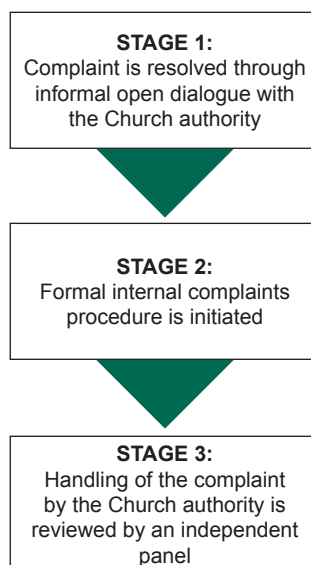 STAGE 1:
Complaint is resolved through
informal open dialogue with
the Church authority
STAGE 2:
Formal internal complaints
procedure is initiated
STAGE 3:
Handling of the complaint
by the Church authority is
reviewed by an independent
panel